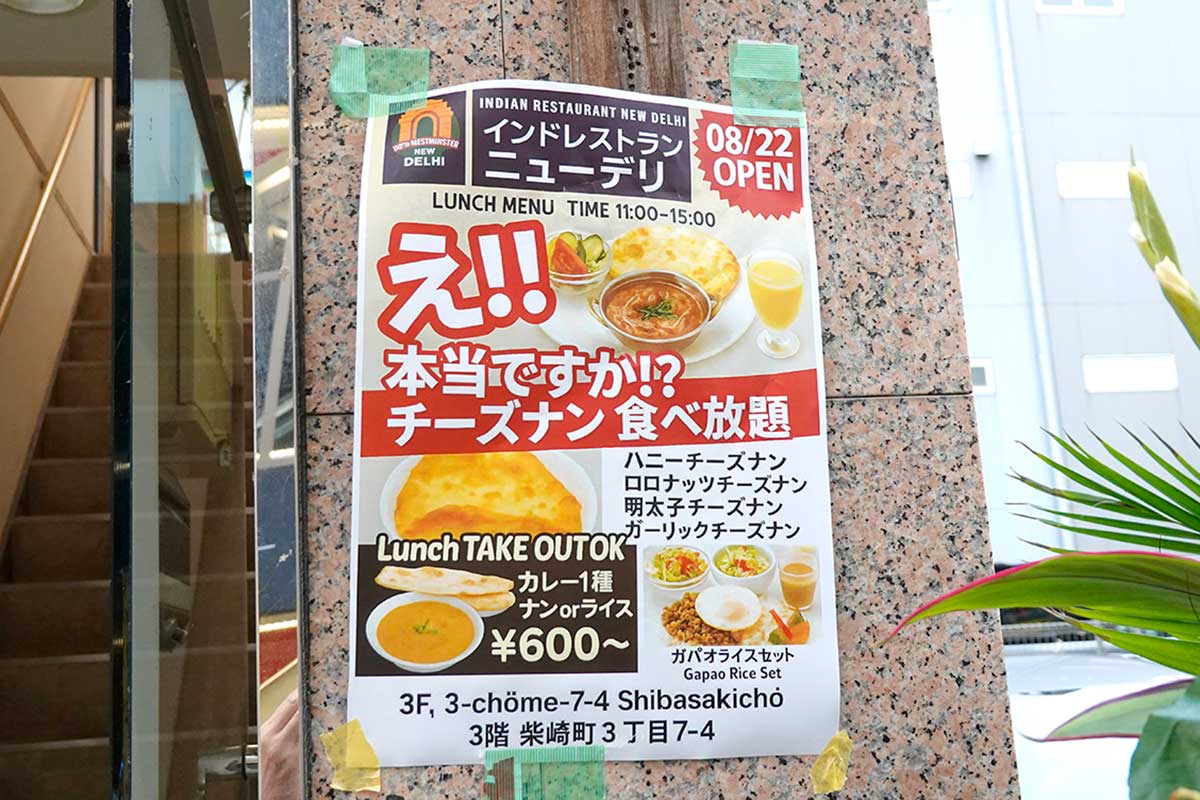 INDIAN RESTAURANT NEW DELHI
インドレストラン
ニューデリ
NEW
DELHI
08/22
OPEN
LUNCH MENU TIME 11:00-15:00
え!!
本当ですか!?
チーズナン 食べ放題
ハニーチーズナン
ロロナッツチーズナン
明太子チーズナン
ガーリックチーズナン
Lunch TAKE OUT OK
カレー1種
ナンorライス
¥600～
ガパオライスセット
Gapao Rice Set
3F, 3-chöme-7-4 Shibasakichó
3階 柴崎町3丁目7-4